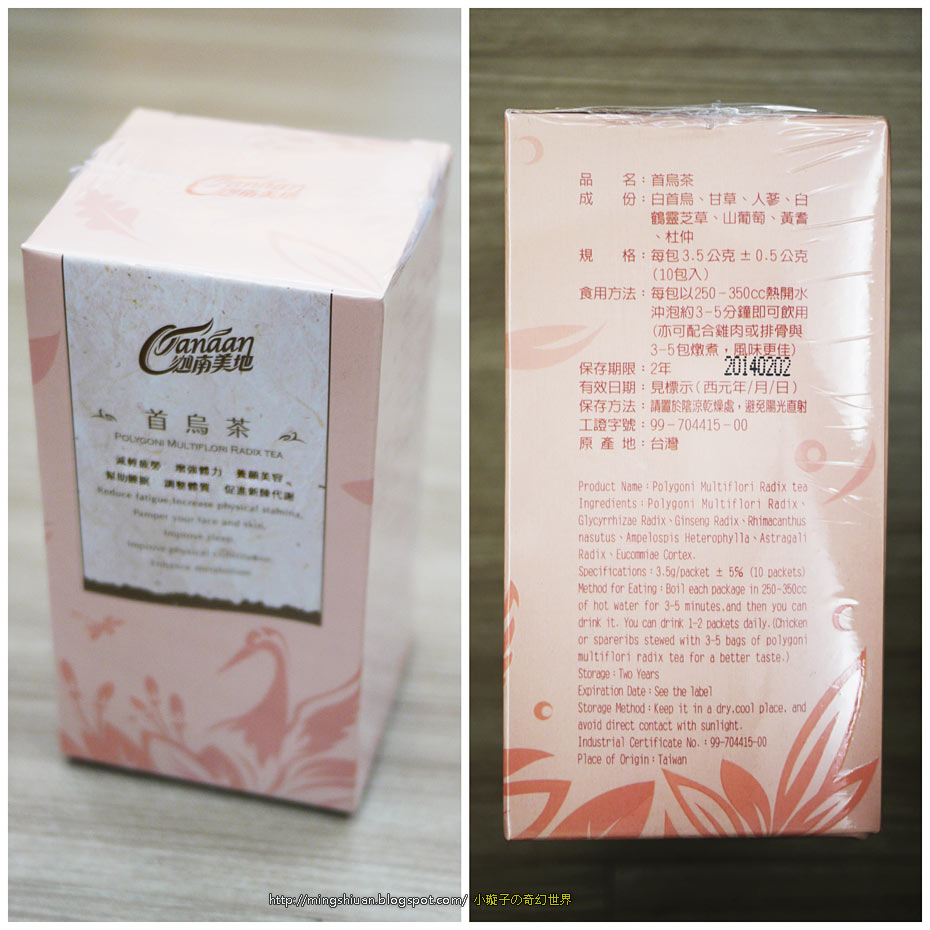 Canaan
迦南美地
Canaan
迦南美地
首烏茶
POLYGONI MULTIFLORI RADIX TEA
減輕疲勞 增強體力 養顏美容
幫助睡眠 調整體質 促進新陳代謝
Reduce fatigue,Increase physical stamina,
Pamper your face and skin,
Improve sleep,
Improve physical
Enhance metabolism
品 名：首烏茶
成 份：白首烏、甘草、人蔘、白
鶴靈芝草、山葡萄、黃耆
、杜仲
規 格：每包3.5公克±0.5公克
(10包入)
食用方法：每包以250-350cc熱開水
沖泡約3-5分鐘即可飲用
(亦可配合雞肉或排骨與
3-5包燉煮，風味更佳)
保存期限：2年 20140202
有效日期：見標示(西元年/月/日)
保存方法：請置於陰涼乾燥處，避免陽光直射
工證字號：99-704415-00
原 產 地：台灣
Product Name：Polygoni Multiflori Radix tea
Ingredients：Polygoni Multiflori Radix、
Glycyrrhizae Radix、Ginseng Radix、Rhimacanthus
nasutus、Ampelospis Heterophylla、Astragali
Radix、Eucommiae Cortex.
Specifications：3.5g/packet ± 5% (10 packets)
Method for Eating：Boil each package in 250-350cc
of hot water for 3-5 minutes,and then you can
drink it. You can drink 1-2 packets daily.(Chicken
or spareribs stewed with 3-5 bags of polygoni
multiflori radix tea for a better taste.)
Storage：Two Years
Expiration Date：See the label
Storage Method：Keep it in a dry,cool place, and
avoid direct contact with sunlight.
Industrial Certificate No.：99-704415-00
Place of Origin：Taiwan
http://mingshiuan.blogspot.com/ 小璇子の奇幻世界